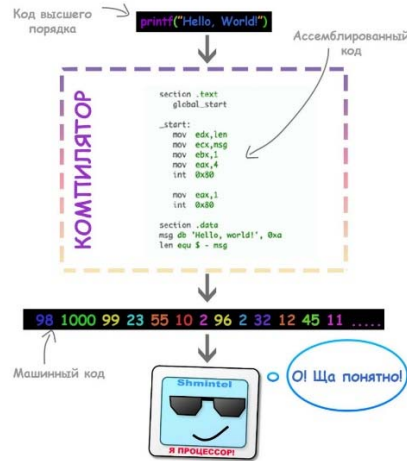 Код высшего
порядка
printf("Hello, World!")
Ассемблированный
код
КОМПИЛЯТОР
section .text
global_start
_start:
mov edx,len
mov ecx,msg
mov ebx,1
mov eax,4
int 0x80
mov eax,1
int 0x80
section .data
msg db 'Hello, world!', 0xa
len equ $ - msg
98 1000 99 23 55 10 2 96 2 32 12 45 11 .....
Машинный код
Shmintel
Я ПРОЦЕССОР!
О! Ща понятно!